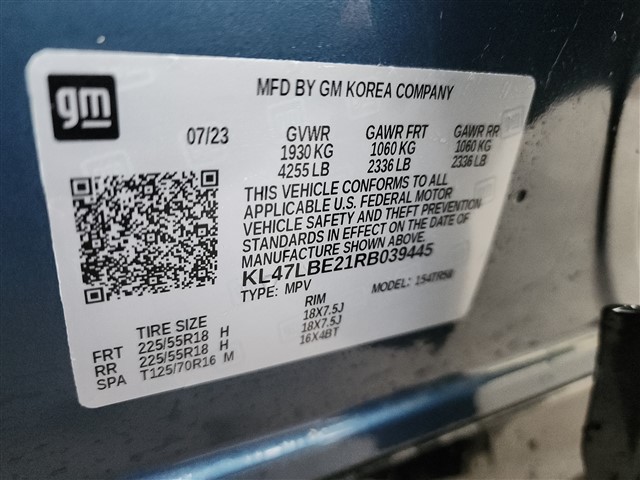 gm
MFD BY GM KOREA COMPANY
07/23 GVWR GAWR FRT GAWR RR
1930 KG 1060 KG 1060 KG
4255 LB 2336 LB 2336 LB
THIS VEHICLE CONFORMS TO ALL
APPLICABLE U.S. FEDERAL MOTOR
VEHICLE SAFETY AND THEFT PREVENTION
STANDARDS IN EFFECT ON THE DATE OF
MANUFACTURE SHOWN ABOVE.
KL47LBE21RB039445
TYPE: MPV MODEL:
TIRE SIZE RIM
FRT 225/55R18 H 18X7.5J
RR 225/55R18 H 18X7.5J
SPA T125/70R16 M 16X4BT